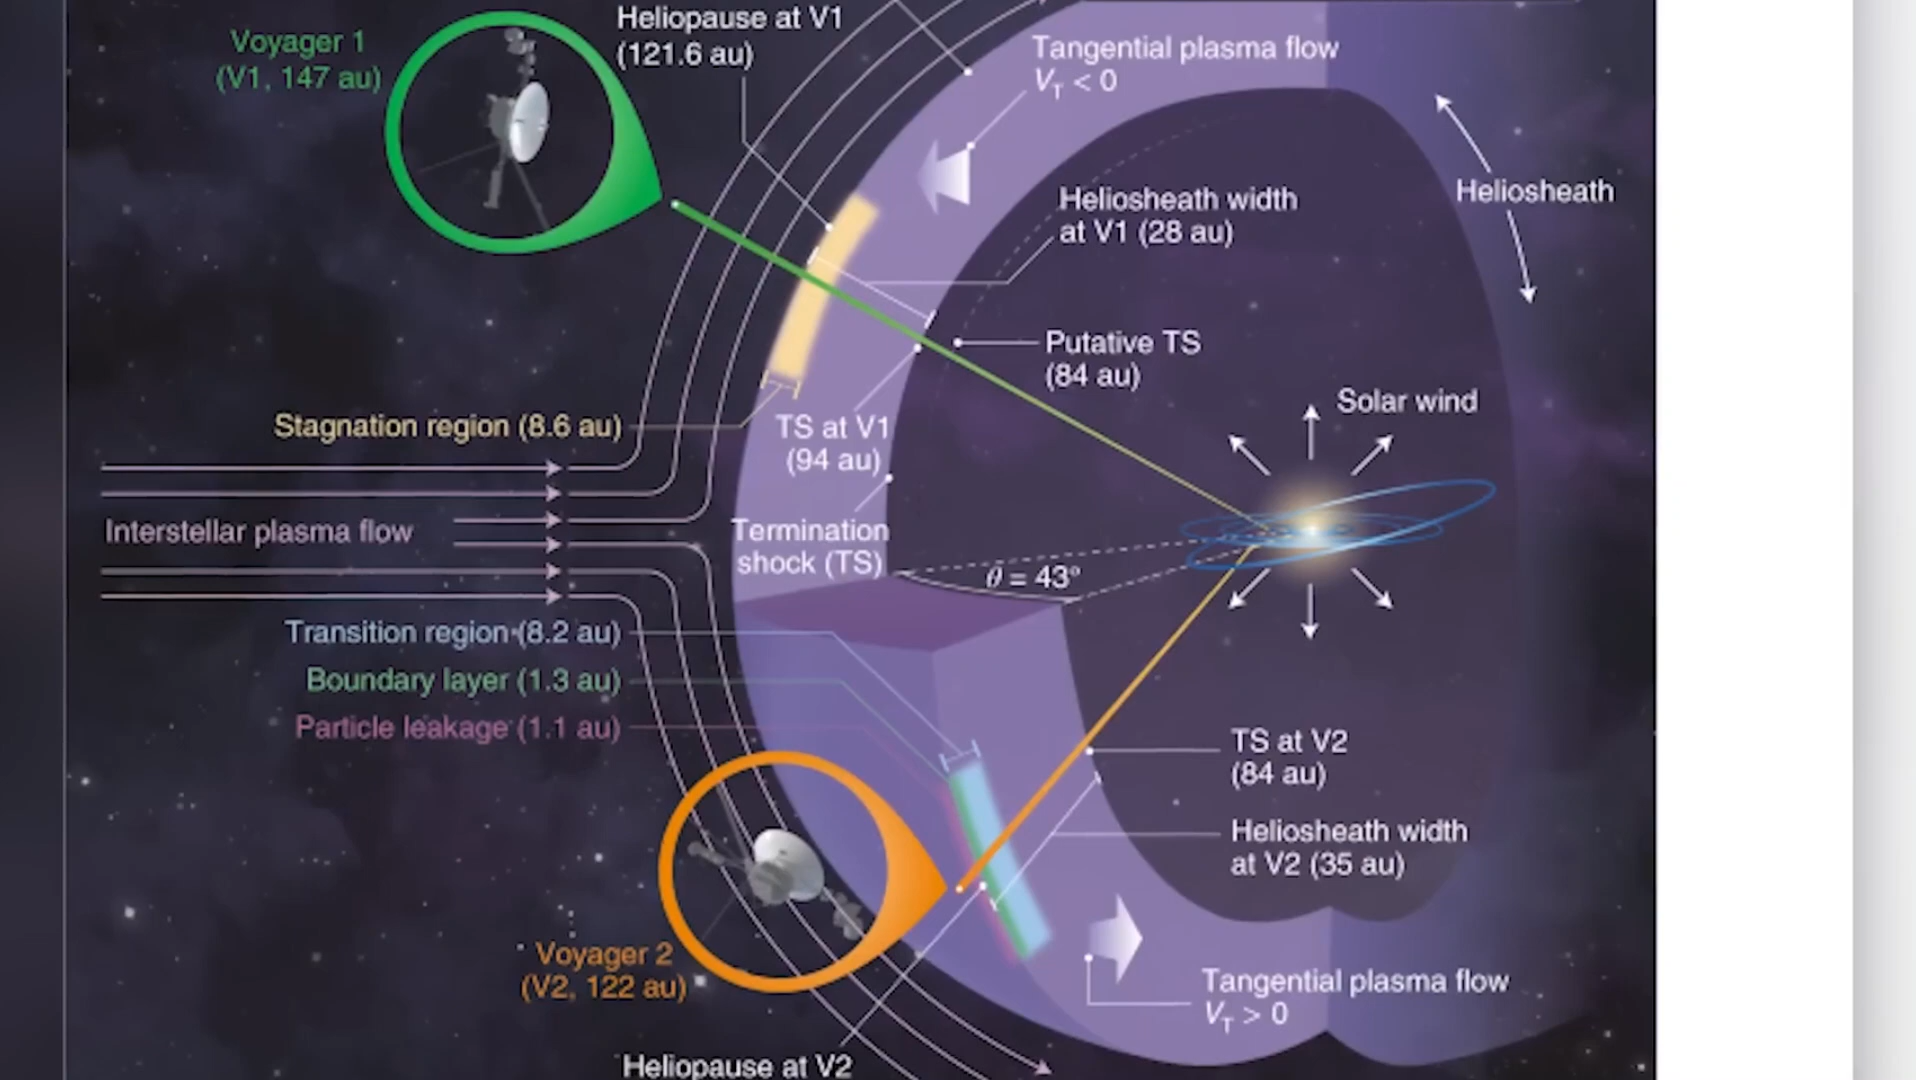 Voyager 1
(V1, 147 au)
Heliopause at V1
(121.6 au)
Tangential plasma flow
VT < 0
Heliosheath
Heliosheath width
at V1 (28 au)
Putative TS
(84 au)
Solar wind
Stagnation region (8.6 au)
TS at V1
(94 au)
Interstellar plasma flow
Termination
shock (TS)
θ = 43°
Transition region (8.2 au)
Boundary layer (1.3 au)
Particle leakage (1.1 au)
TS at V2
(84 au)
Heliosheath width
at V2 (35 au)
Voyager 2
(V2, 122 au)
Tangential plasma flow
VT > 0
Heliopause at V2